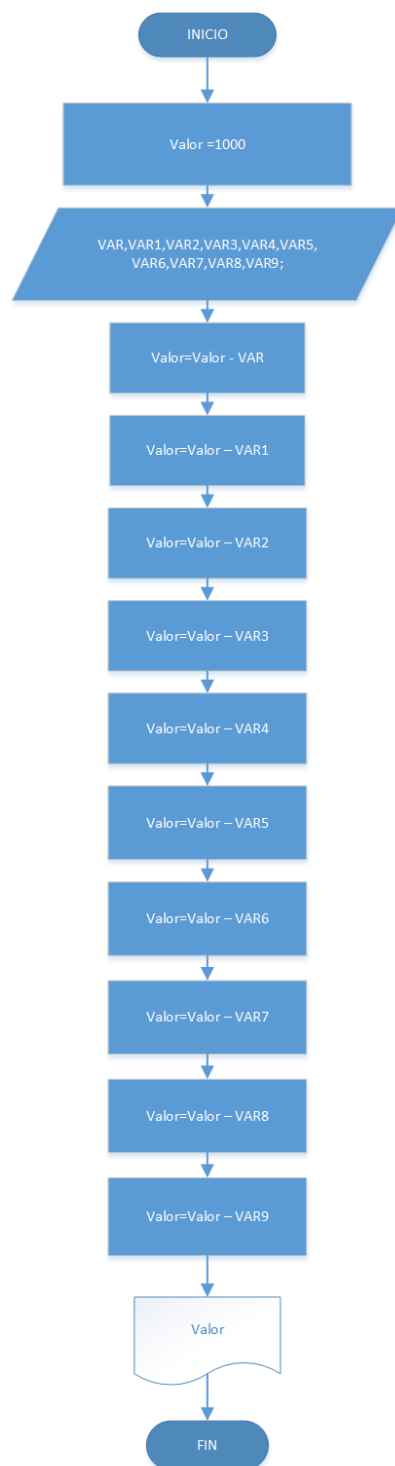 INICIO
Valor =1000
VAR,VAR1,VAR2,VAR3,VAR4,VAR5,
VAR6,VAR7,VAR8,VAR9;
Valor=Valor - VAR
Valor=Valor – VAR1
Valor=Valor – VAR2
Valor=Valor – VAR3
Valor=Valor – VAR4
Valor=Valor – VAR5
Valor=Valor – VAR6
Valor=Valor – VAR7
Valor=Valor – VAR8
Valor=Valor – VAR9
Valor
FIN